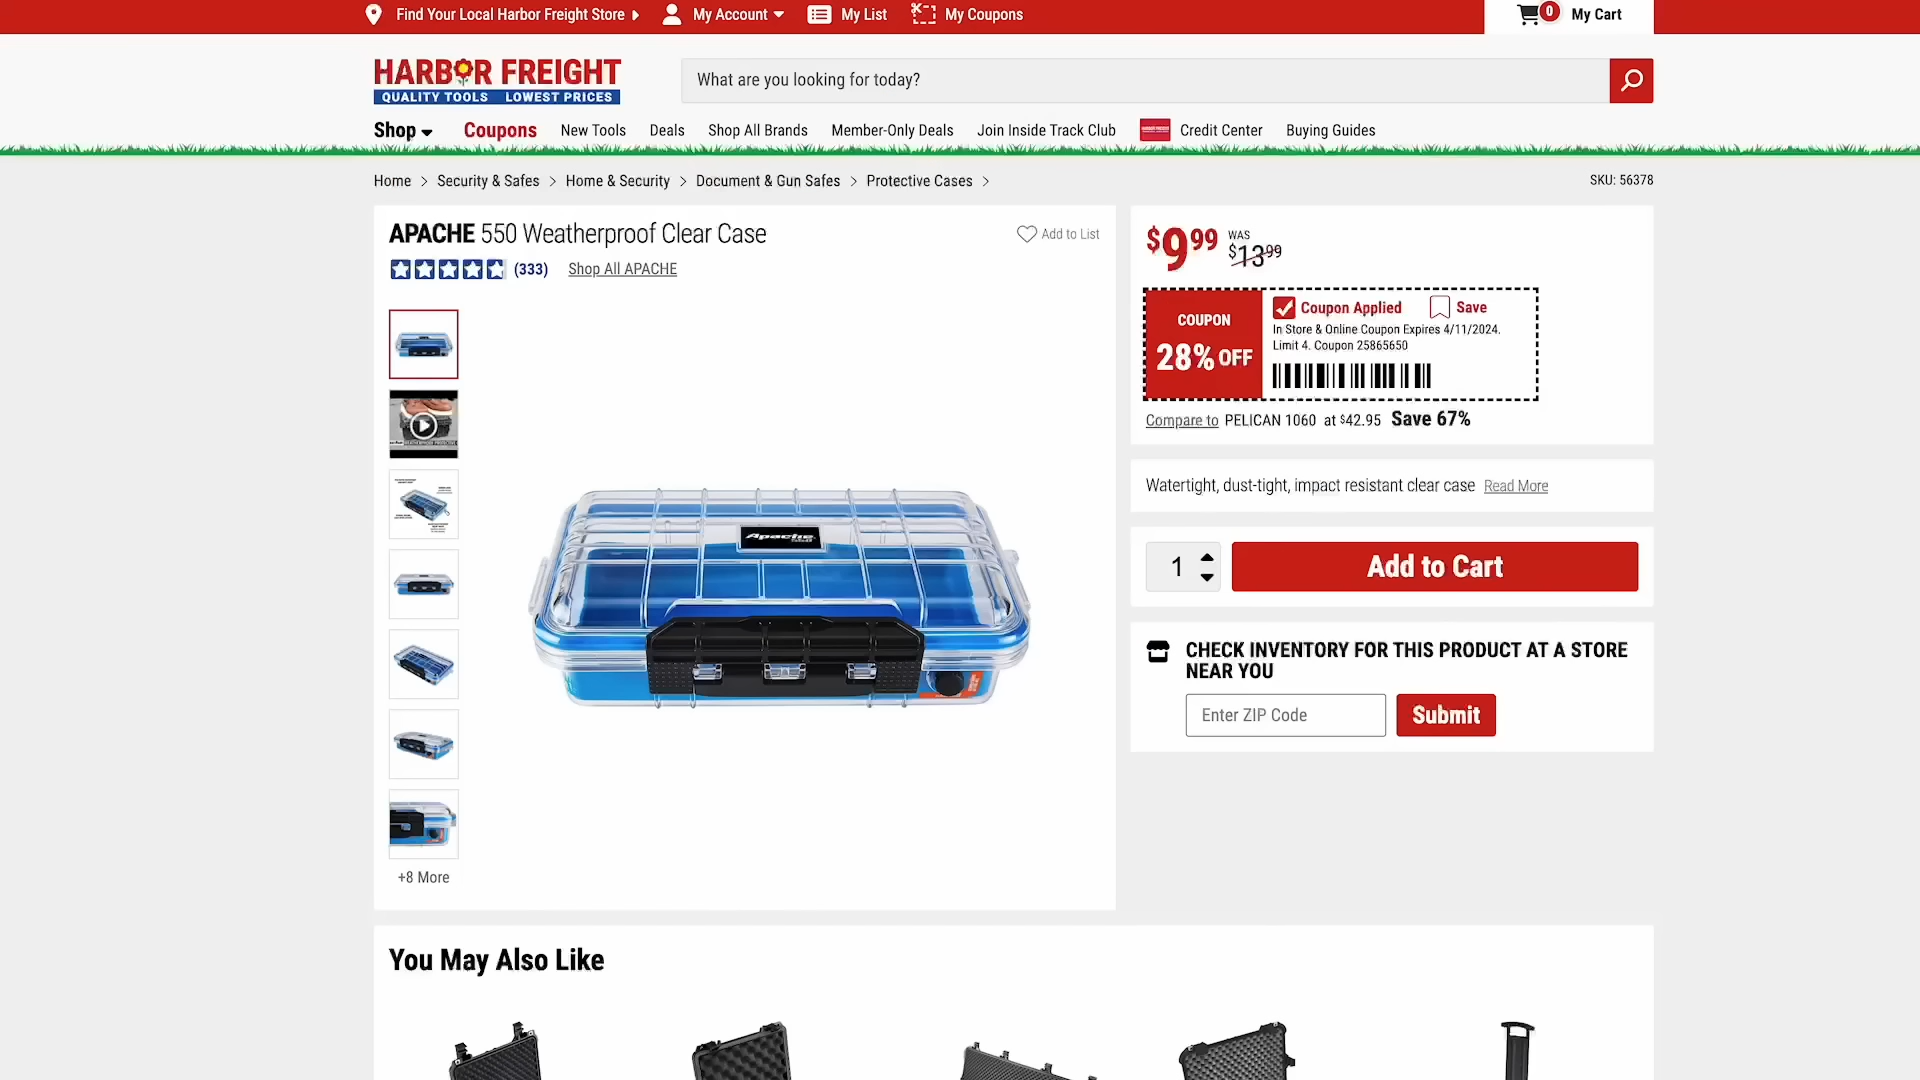 Find Your Local Harbor Freight Store
My Account
My List
My Coupons
0
My Cart
HARBOR FREIGHT
QUALITY TOOLS LOWEST PRICES
What are you looking for today?
Shop
Coupons
New Tools
Deals
Shop All Brands
Member-Only Deals
Join Inside Track Club
Credit Center
Buying Guides
Home > Security & Safes > Home & Security > Document & Gun Safes > Protective Cases >
SKU: 56378
APACHE 550 Weatherproof Clear Case
Add to List
(333)
Shop All APACHE
+8 More
Apache
$9.99
WAS
$13.99
COUPON
28% OFF
Coupon Applied
Save
In Store & Online Coupon Expires 4/11/2024.
Limit 4. Coupon 25865650
Compare to PELICAN 1060 at $42.95 Save 67%
Watertight, dust-tight, impact resistant clear case Read More
1
Add to Cart
CHECK INVENTORY FOR THIS PRODUCT AT A STORE
NEAR YOU
Enter ZIP Code
Submit
You May Also Like